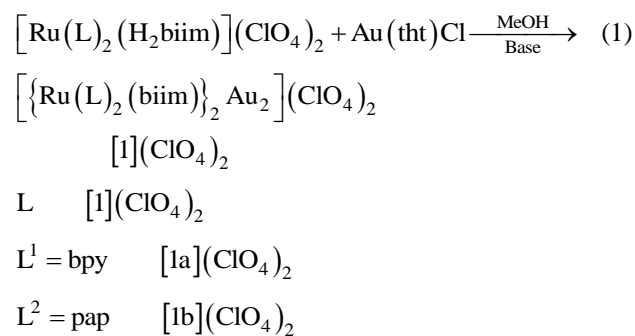 [Ru(L)₂(H₂biim)](ClO₄)₂ + Au(tht)Cl —MeOH/Base→ (1)
[{Ru(L)₂(biim)}₂Au₂](ClO₄)₂
[1](ClO₄)₂
L [1](ClO₄)₂
L¹ = bpy [1a](ClO₄)₂
L² = pap [1b](ClO₄)₂